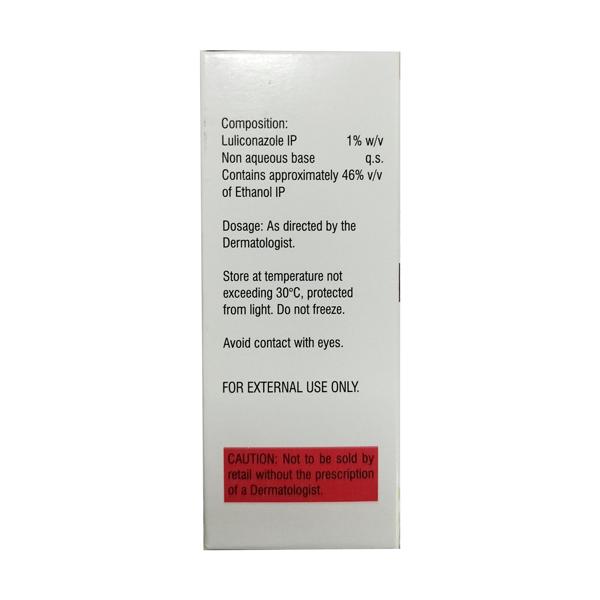 Composition:
Luliconazole IP 1% w/v
Non aqueous base q.s.
Contains approximately 46% v/v
of Ethanol IP
Dosage: As directed by the
Dermatologist.
Store at temperature not
exceeding 30°C, protected
from light. Do not freeze.
Avoid contact with eyes.
FOR EXTERNAL USE ONLY.
CAUTION: Not to be sold by
retail without the prescription
of a Dermatologist.